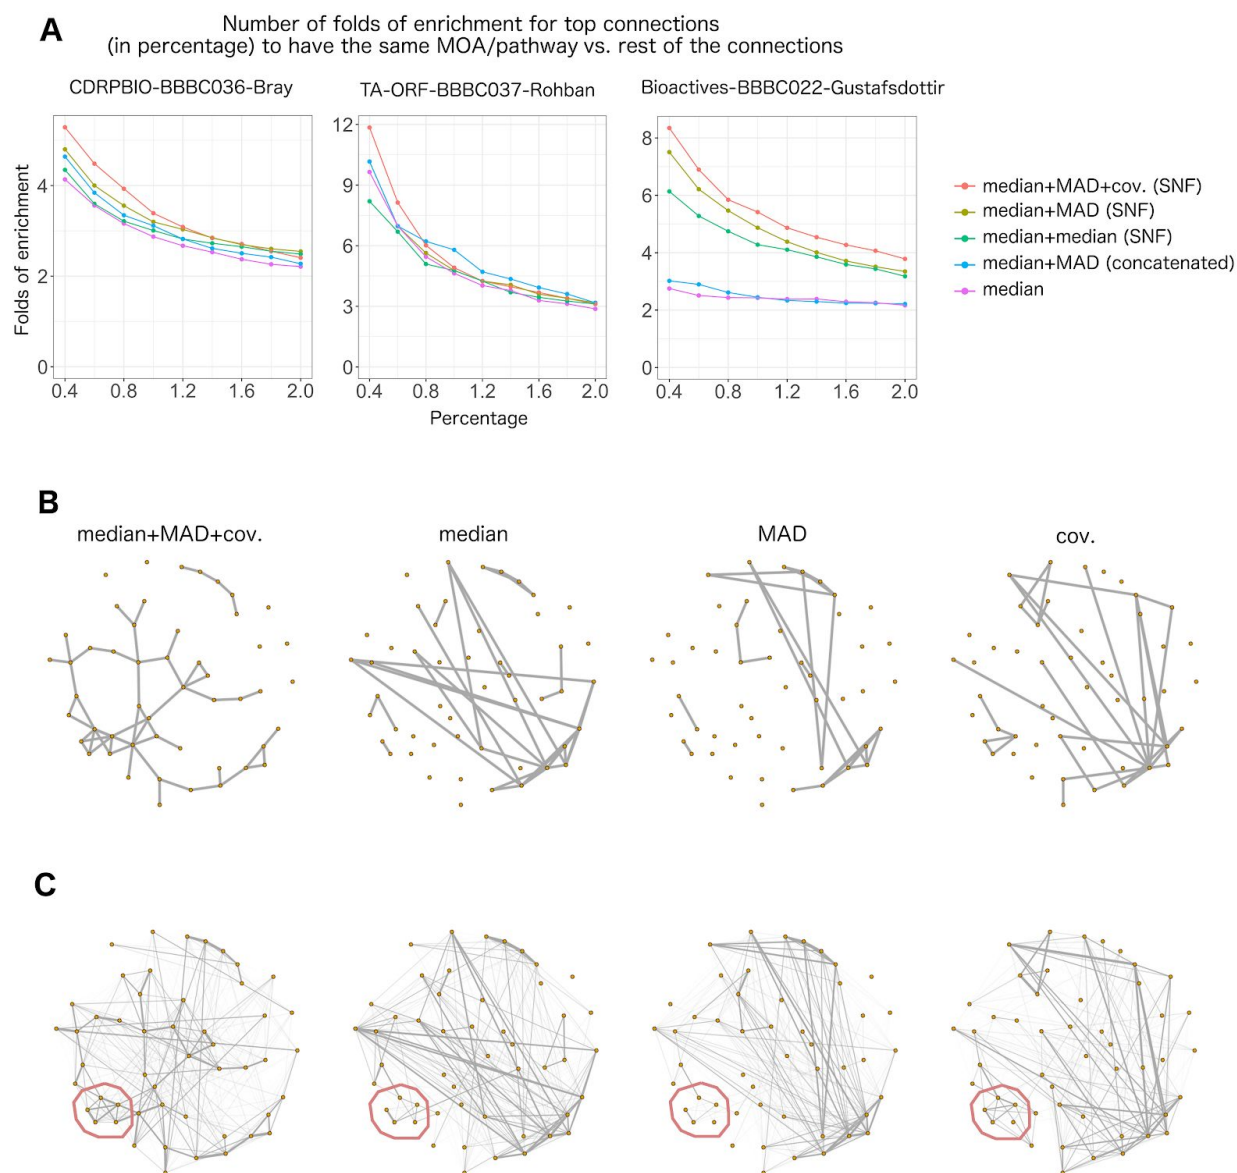 A
Number of folds of enrichment for top connections
(in percentage) to have the same MOA/pathway vs. rest of the connections
CDRPBIO-BBBC036-Bray
TA-ORF-BBBC037-Rohban
Bioactives-BBBC022-Gustafsdottir
Folds of enrichment
4
2
0
0.4 0.8 1.2 1.6 2.0
12
9
6
3
0
0.4 0.8 1.2 1.6 2.0
8
6
4
2
0
0.4 0.8 1.2 1.6 2.0
Percentage
median+MAD+cov. (SNF)
median+MAD (SNF)
median+median (SNF)
median+MAD (concatenated)
median
B
median+MAD+cov.
median
MAD
cov.
C